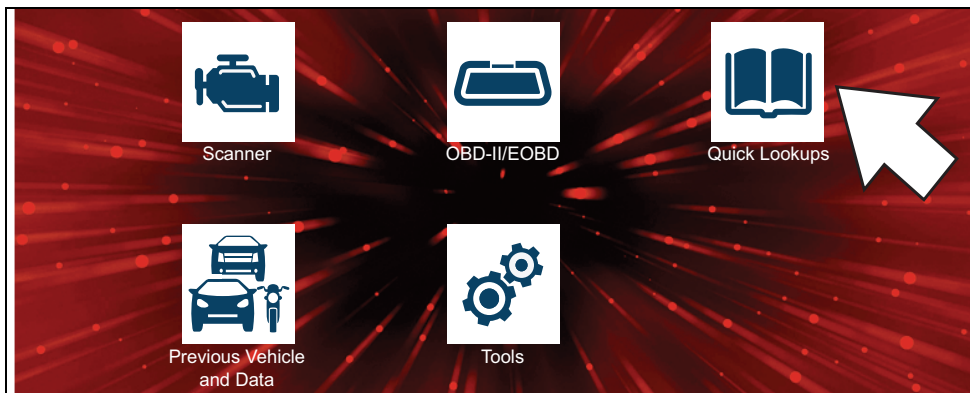 Scanner
OBD-II/EOBD
Quick Lookups
Previous Vehicle
and Data
Tools